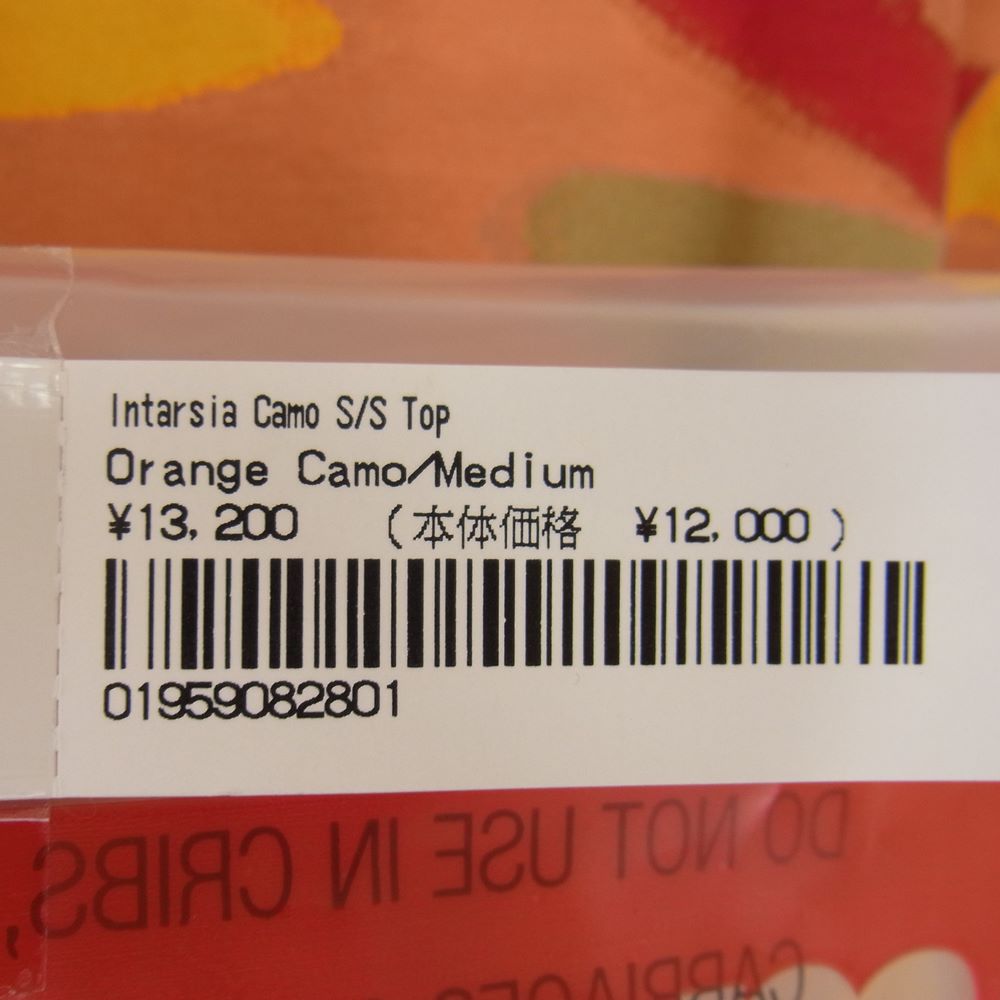 Intarsia Camo S/S Top
Orange Camo/Medium
¥13,200 (本体価格 ¥12,000)
01959082801
DO NOT USE IN CRIBS,
CARRIAGES